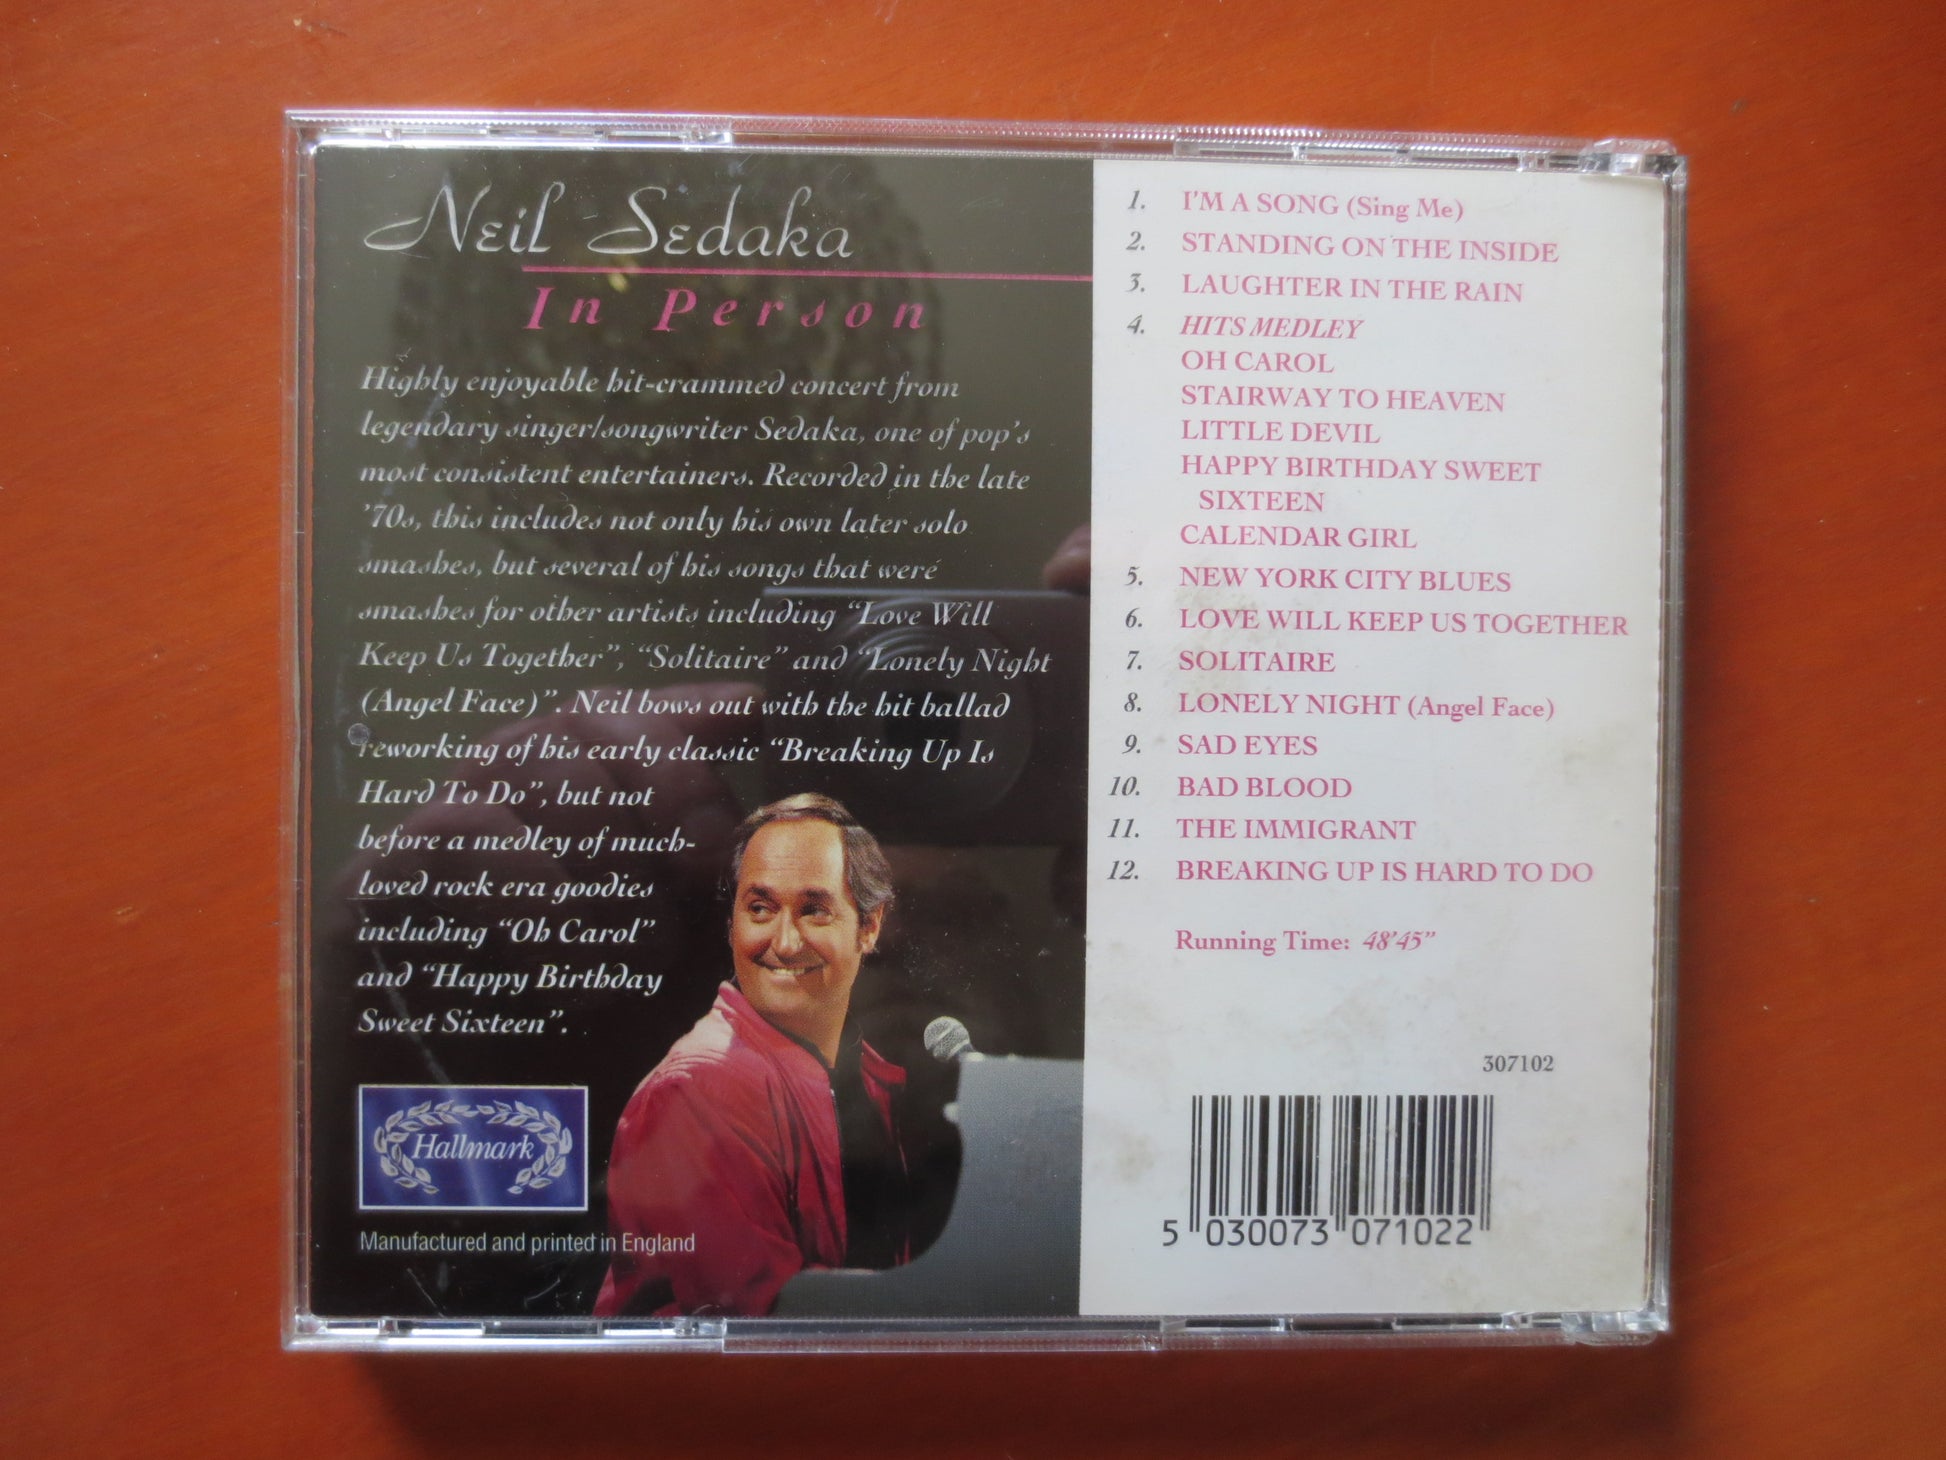 Neil Sedaka
In Person
Highly enjoyable hit-crammed concert from
legendary singer/songwriter Sedaka, one of pop's
most consistent entertainers. Recorded in the late
'70s, this includes not only his own later solo
smashes, but several of his songs that were
smashes for other artists including "Love Will
Keep Us Together", "Solitaire" and "Lonely Night
(Angel Face)". Neil bows out with the hit ballad
reworking of his early classic "Breaking Up Is
Hard To Do", but not
before a medley of much-
loved rock era goodies
including "Oh Carol"
and "Happy Birthday
Sweet Sixteen".
Hallmark
Manufactured and printed in England
1. I'M A SONG (Sing Me)
2. STANDING ON THE INSIDE
3. LAUGHTER IN THE RAIN
4. HITS MEDLEY
OH CAROL
STAIRWAY TO HEAVEN
LITTLE DEVIL
HAPPY BIRTHDAY SWEET
SIXTEEN
CALENDAR GIRL
5. NEW YORK CITY BLUES
6. LOVE WILL KEEP US TOGETHER
7. SOLITAIRE
8. LONELY NIGHT (Angel Face)
9. SAD EYES
10. BAD BLOOD
11. THE IMMIGRANT
12. BREAKING UP IS HARD TO DO
Running Time: 48'45"
307102
5 030073 071022